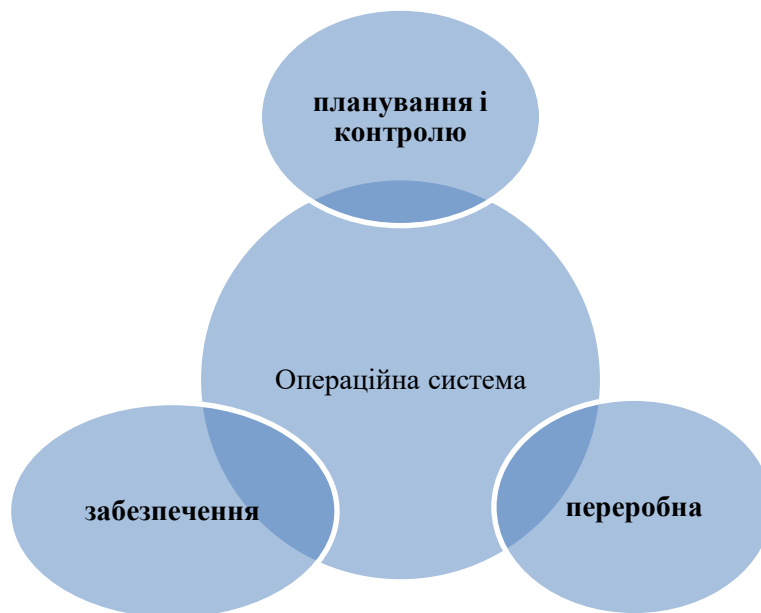 планування і
контролю
Операційна система
забезпечення
переробна